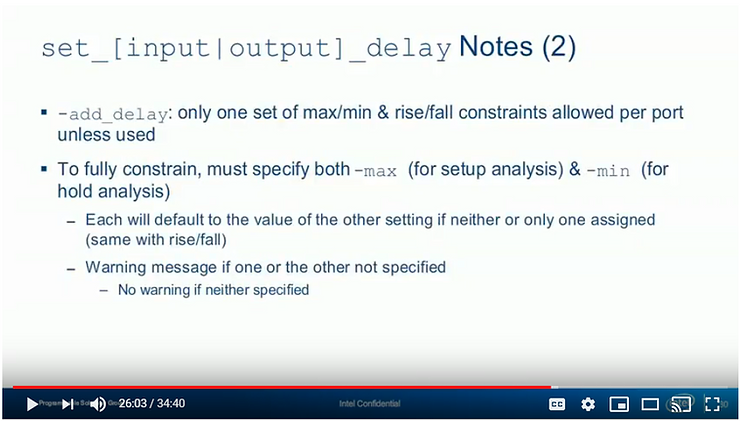 set_[input|output]_delay Notes (2)
▪ -add_delay: only one set of max/min & rise/fall constraints allowed per port
unless used
▪ To fully constrain, must specify both -max (for setup analysis) & -min (for
hold analysis)
– Each will default to the value of the other setting if neither or only one assigned
(same with rise/fall)
– Warning message if one or the other not specified
– No warning if neither specified
26:03 / 34:40
Intel Confidential
CC